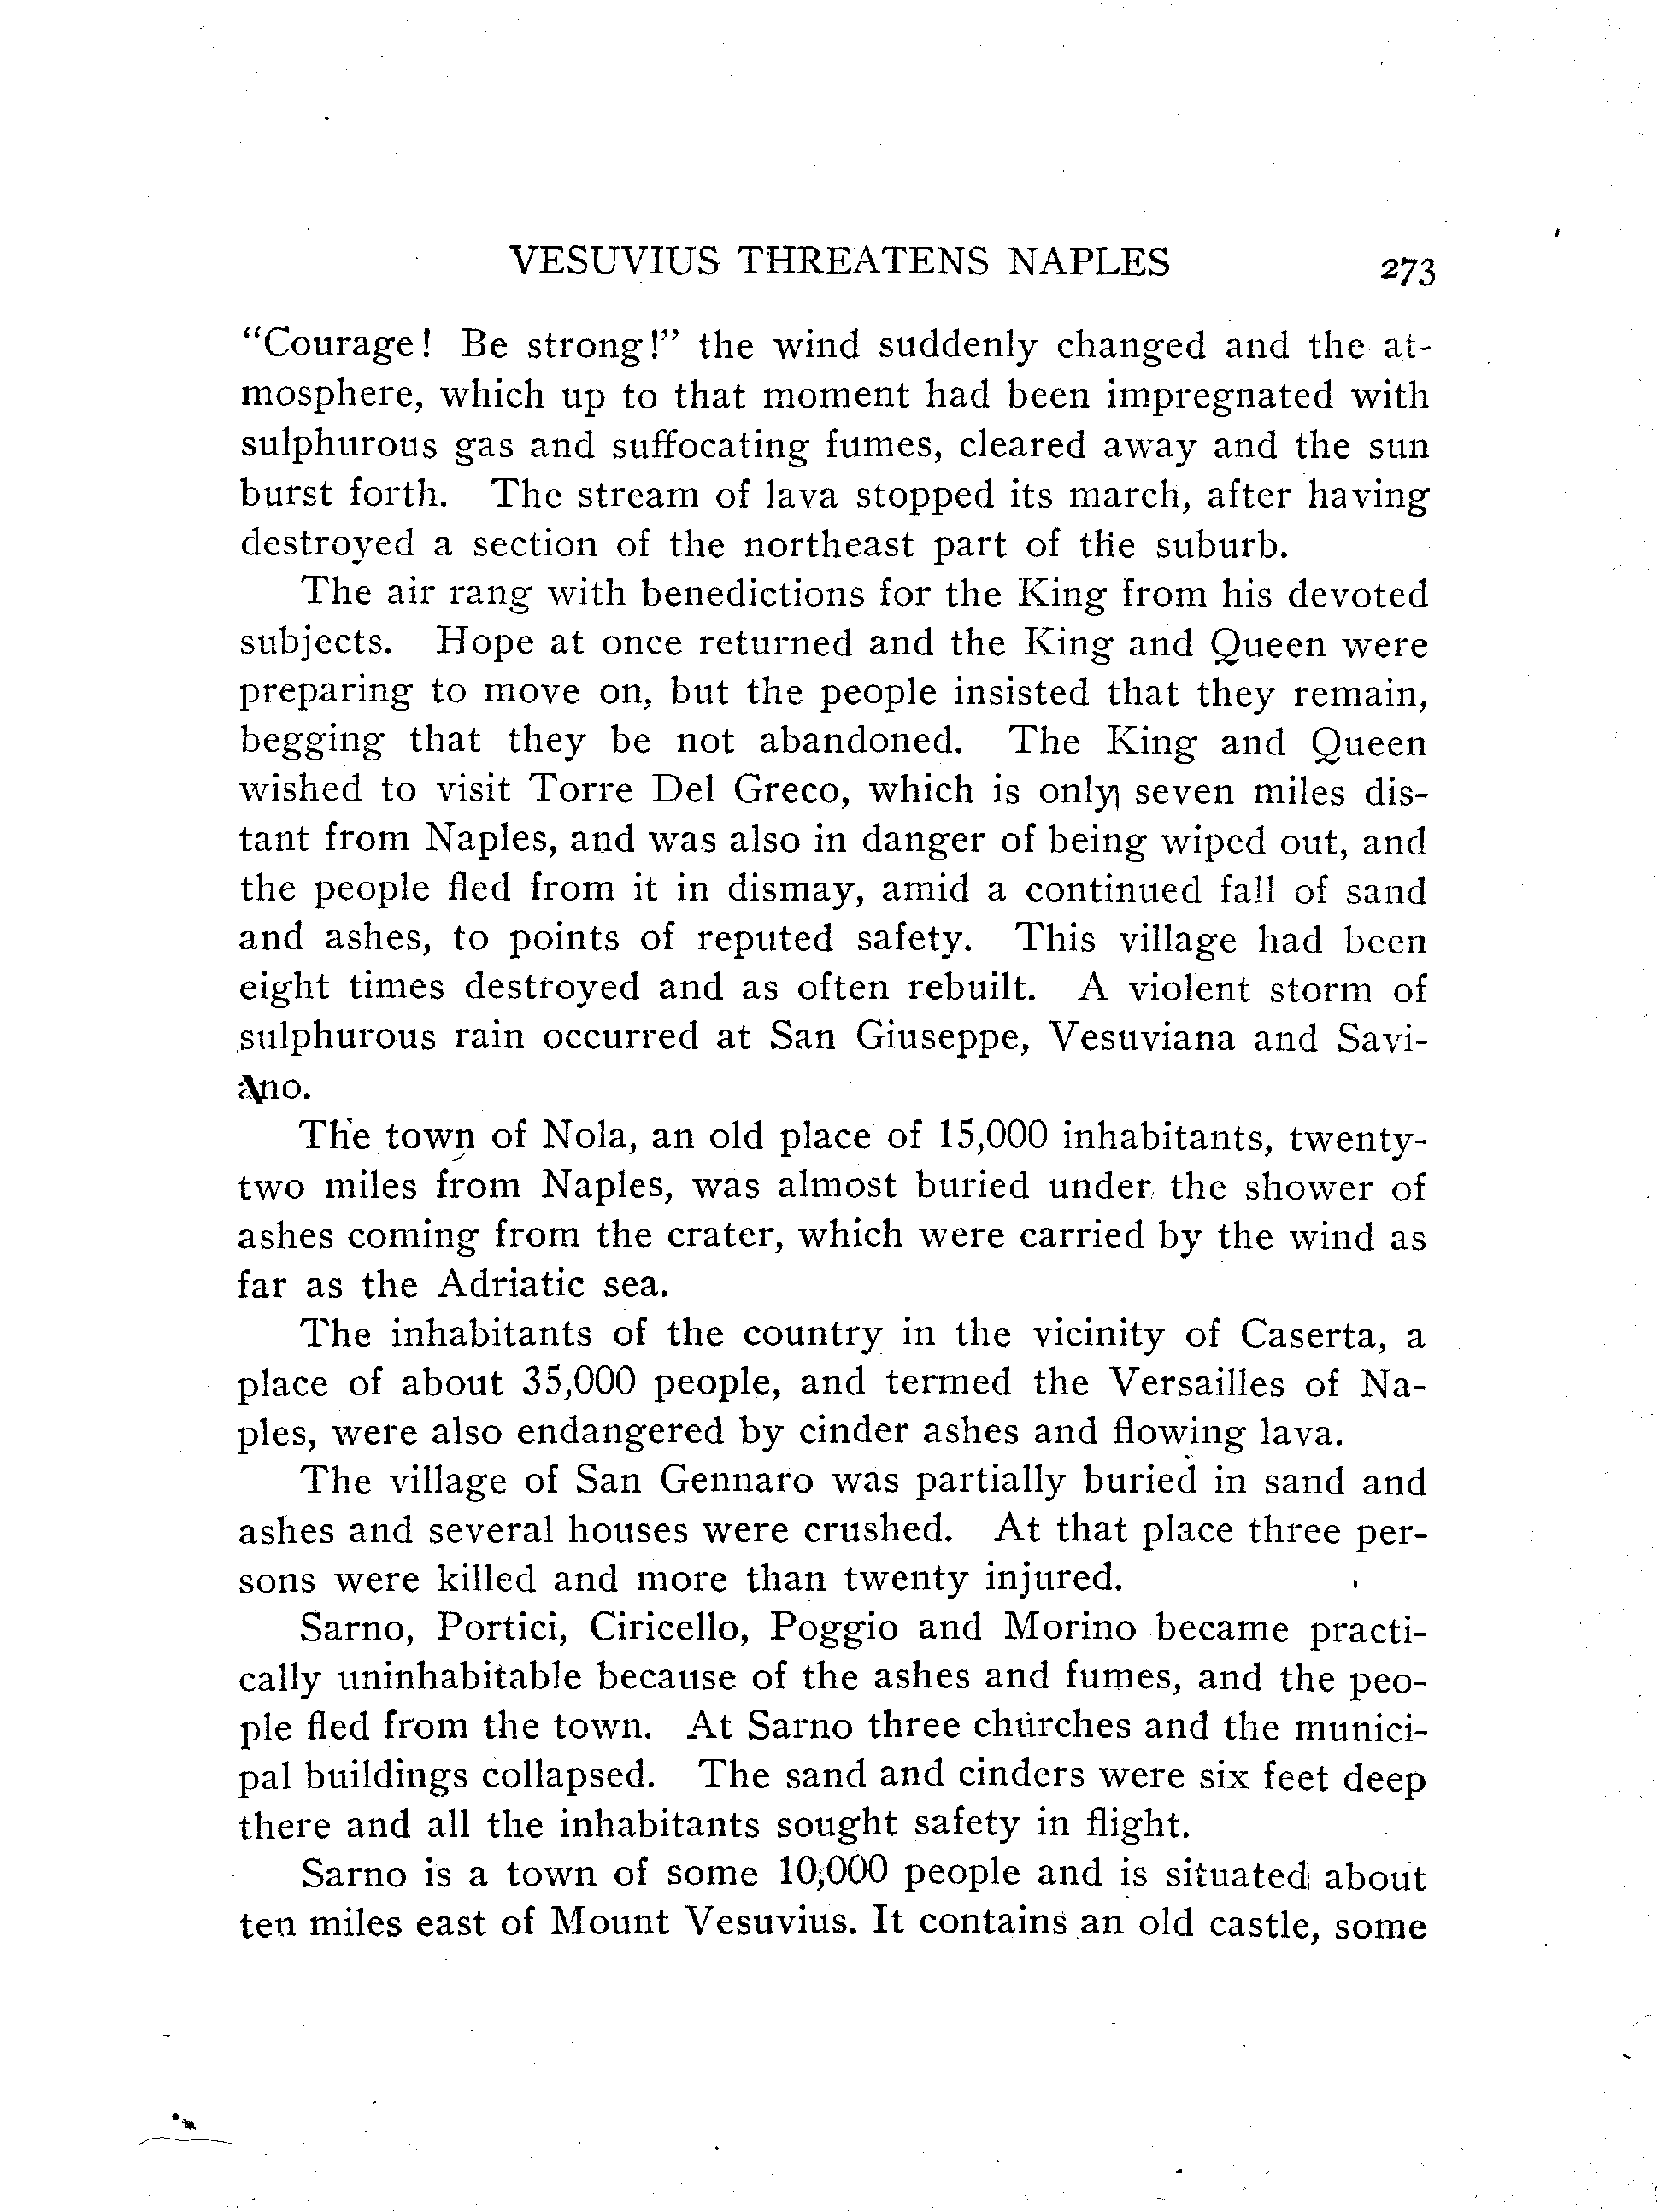 VESUVIUS THREATENS NAPLES 273
“Courage! Be strong!” the wind suddenly changed and the at-
mosphere, which up to that moment had been impregnated with
sulphurous gas and suffocating fumes, cleared away and the sun
burst forth. The stream of lava stopped its march, after having
destroyed a section of the northeast part of the suburb.
The air rang with benedictions for the King from his devoted
subjects. Hope at once returned and the King and Queen were
preparing to move on, but the people insisted that they remain,
begging that they be not abandoned. The King and Queen
wished to visit Torre Del Greco, which is only seven miles dis-
tant from Naples, and was also in danger of being wiped out, and
the people fled from it in dismay, amid a continued fall of sand
and ashes, to points of reputed safety. This village had been
eight times destroyed and as often rebuilt. A violent storm of
sulphurous rain occurred at San Giuseppe, Vesuviana and Savi-
ano.
The town of Nola, an old place of 15,000 inhabitants, twenty-
two miles from Naples, was almost buried under the shower of
ashes coming from the crater, which were carried by the wind as
far as the Adriatic sea.
The inhabitants of the country in the vicinity of Caserta, a
place of about 35,000 people, and termed the Versailles of Na-
ples, were also endangered by cinder ashes and flowing lava.
The village of San Gennaro was partially buried in sand and
ashes and several houses were crushed. At that place three per-
sons were killed and more than twenty injured.
Sarno, Portici, Ciricello, Poggio and Morino became practi-
cally uninhabitable because of the ashes and fumes, and the peo-
ple fled from the town. At Sarno three churches and the munici-
pal buildings collapsed. The sand and cinders were six feet deep
there and all the inhabitants sought safety in flight.
Sarno is a town of some 10,000 people and is situated about
ten miles east of Mount Vesuvius. It contains an old castle, some